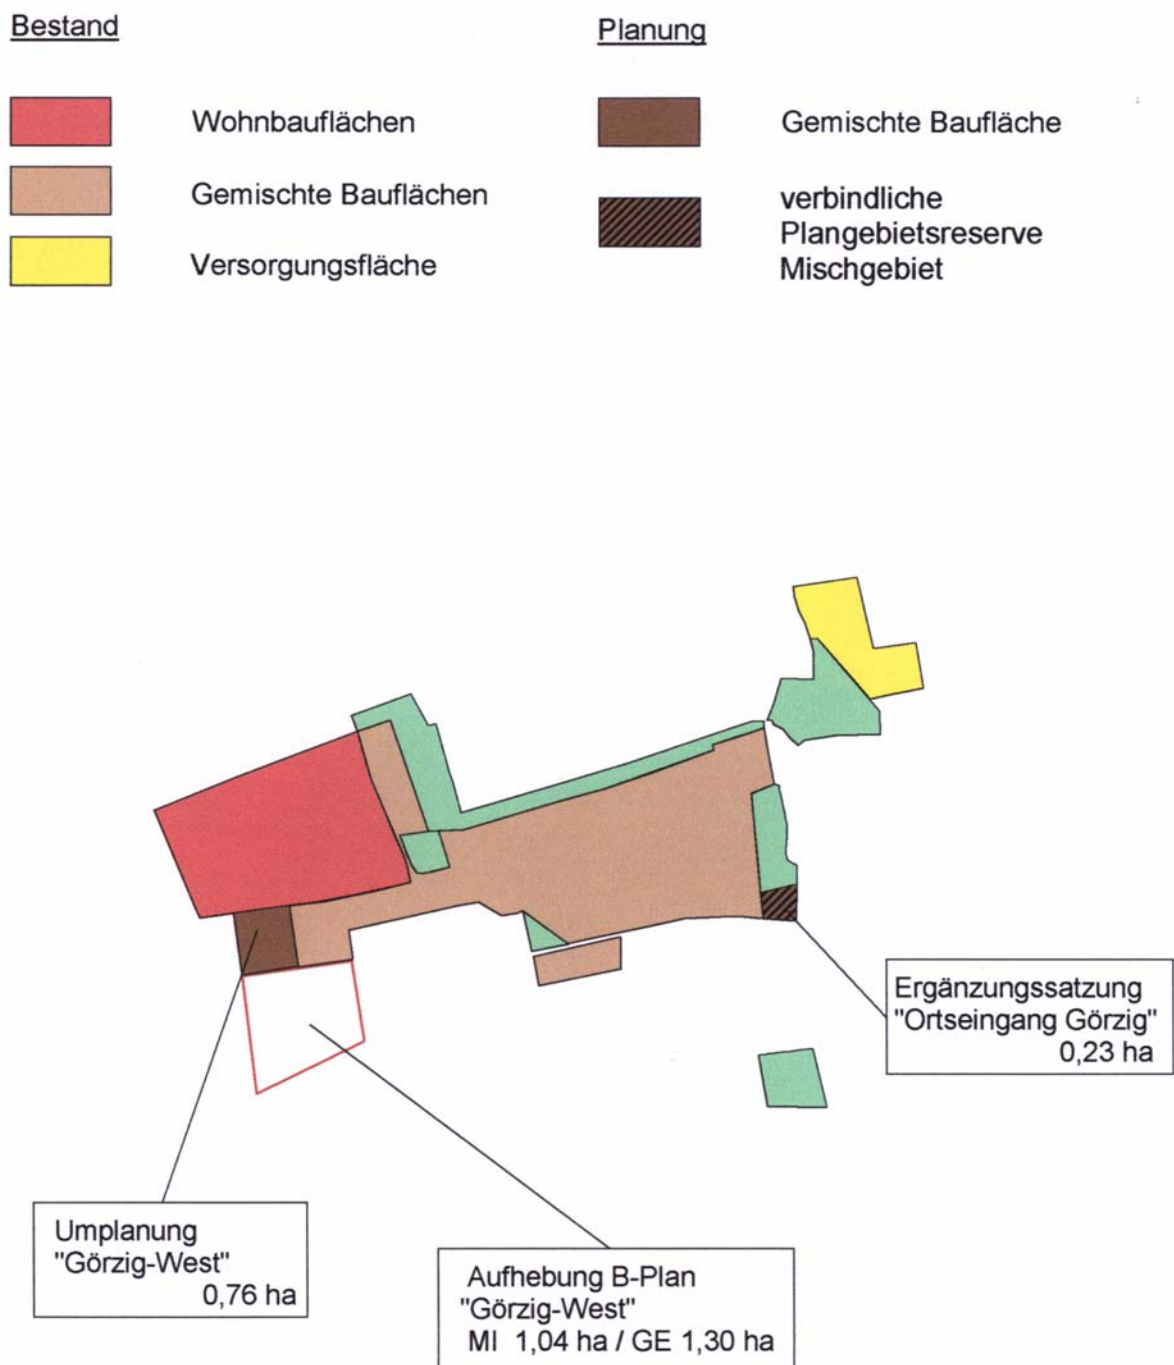 Bestand
Wohnbauflächen
Gemischte Bauflächen
Versorgungsfläche
Planung
Gemischte Baufläche
verbindliche
Plangebietsreserve
Mischgebiet
Ergänzungssatzung
"Ortseingang Görzig"
0,23 ha
Umplanung
"Görzig-West"
0,76 ha
Aufhebung B-Plan
"Görzig-West"
MI 1,04 ha / GE 1,30 ha